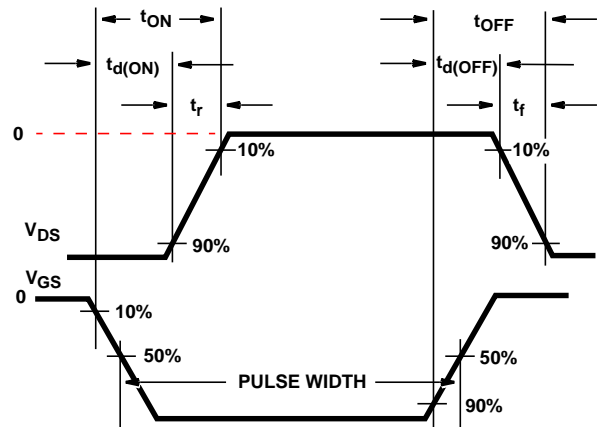 tON
tOFF
td(ON)
td(OFF)
tr
tf
0
10%
10%
VDS
90%
90%
VGS
0
10%
50%
50%
PULSE WIDTH
90%